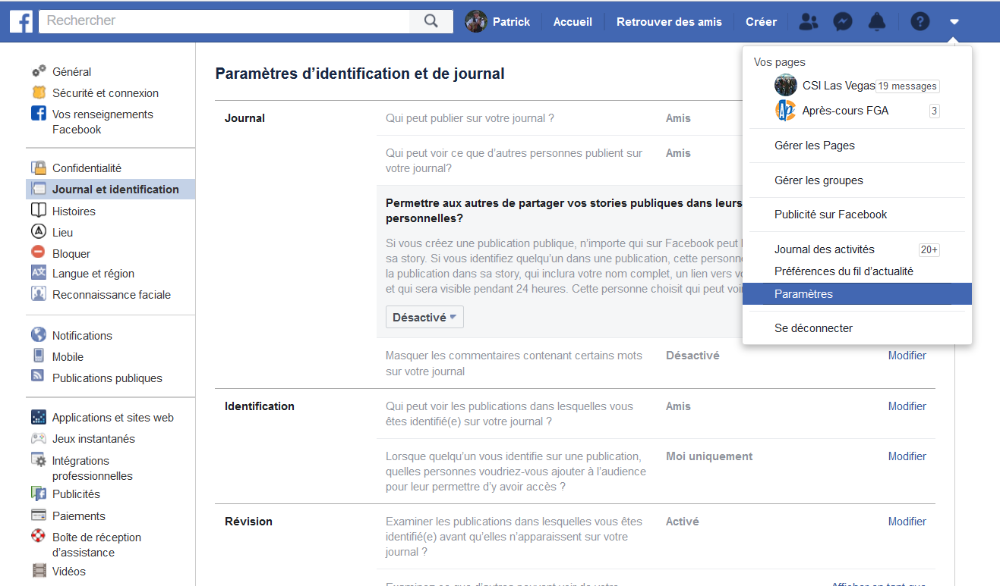 Rechercher
Patrick
Accueil
Retrouver des amis
Créer
Général
Sécurité et connexion
Vos renseignements
Facebook
Confidentialité
Journal et identification
Histoires
Lieu
Bloquer
Langue et région
Reconnaissance faciale
Notifications
Mobile
Publications publiques
Applications et sites web
Jeux instantanés
Intégrations
professionnelles
Publicités
Paiements
Boîte de réception
d’assistance
Vidéos
Paramètres d’identification et de journal
Journal
Qui peut publier sur votre journal ?
Amis
Qui peut voir ce que d’autres personnes publient sur
votre journal?
Amis
Permettre aux autres de partager vos stories publiques dans leurs
personnelles?
Si vous créez une publication publique, n’importe qui sur Facebook peut
sa story. Si vous identifiez quelqu’un dans une publication, cette personne
la publication dans sa story, qui inclura votre nom complet, un lien vers
et qui sera visible pendant 24 heures. Cette personne choisit qui peut
Désactivé
Masquer les commentaires contenant certains mots
sur votre journal
Désactivé
Modifier
Identification
Qui peut voir les publications dans lesquelles vous
êtes identifié(e) sur votre journal ?
Amis
Modifier
Lorsque quelqu’un vous identifie sur une publication,
quelles personnes voudriez-vous ajouter à l’audience
pour leur permettre d’y avoir accès ?
Moi uniquement
Modifier
Révision
Examiner les publications dans lesquelles vous êtes
identifié(e) avant qu’elles n’apparaissent sur votre
journal ?
Activé
Modifier
Vos pages
CSI Las Vegas 19 messages
Après-cours FGA 3
Gérer les Pages
Gérer les groupes
Publicité sur Facebook
Journal des activités 20+
Préférences du fil d’actualité
Paramètres
Se déconnecter